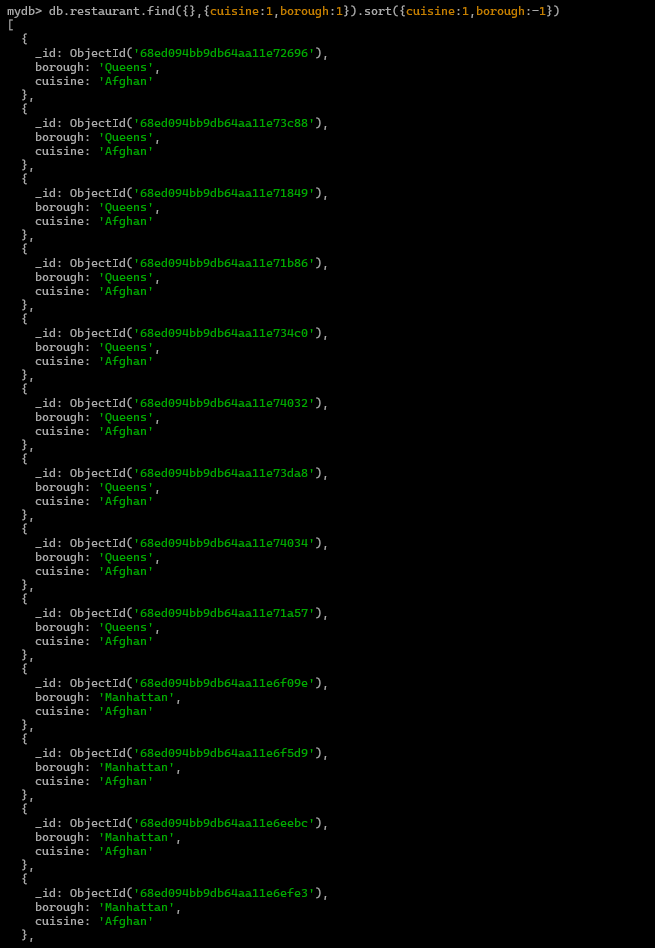 mydb> db.restaurant.find({},{cuisine:1,borough:1}).sort({cuisine:1,borough:-1})
[
  {
    _id: ObjectId('68ed094bb9db64aa11e72696'),
    borough: 'Queens',
    cuisine: 'Afghan'
  },
  {
    _id: ObjectId('68ed094bb9db64aa11e73c88'),
    borough: 'Queens',
    cuisine: 'Afghan'
  },
  {
    _id: ObjectId('68ed094bb9db64aa11e71849'),
    borough: 'Queens',
    cuisine: 'Afghan'
  },
  {
    _id: ObjectId('68ed094bb9db64aa11e71b86'),
    borough: 'Queens',
    cuisine: 'Afghan'
  },
  {
    _id: ObjectId('68ed094bb9db64aa11e734c0'),
    borough: 'Queens',
    cuisine: 'Afghan'
  },
  {
    _id: ObjectId('68ed094bb9db64aa11e74032'),
    borough: 'Queens',
    cuisine: 'Afghan'
  },
  {
    _id: ObjectId('68ed094bb9db64aa11e73da8'),
    borough: 'Queens',
    cuisine: 'Afghan'
  },
  {
    _id: ObjectId('68ed094bb9db64aa11e74034'),
    borough: 'Queens',
    cuisine: 'Afghan'
  },
  {
    _id: ObjectId('68ed094bb9db64aa11e71a57'),
    borough: 'Queens',
    cuisine: 'Afghan'
  },
  {
    _id: ObjectId('68ed094bb9db64aa11e6f09e'),
    borough: 'Manhattan',
    cuisine: 'Afghan'
  },
  {
    _id: ObjectId('68ed094bb9db64aa11e6f5d9'),
    borough: 'Manhattan',
    cuisine: 'Afghan'
  },
  {
    _id: ObjectId('68ed094bb9db64aa11e6eebc'),
    borough: 'Manhattan',
    cuisine: 'Afghan'
  },
  {
    _id: ObjectId('68ed094bb9db64aa11e6efe3'),
    borough: 'Manhattan',
    cuisine: 'Afghan'
  },